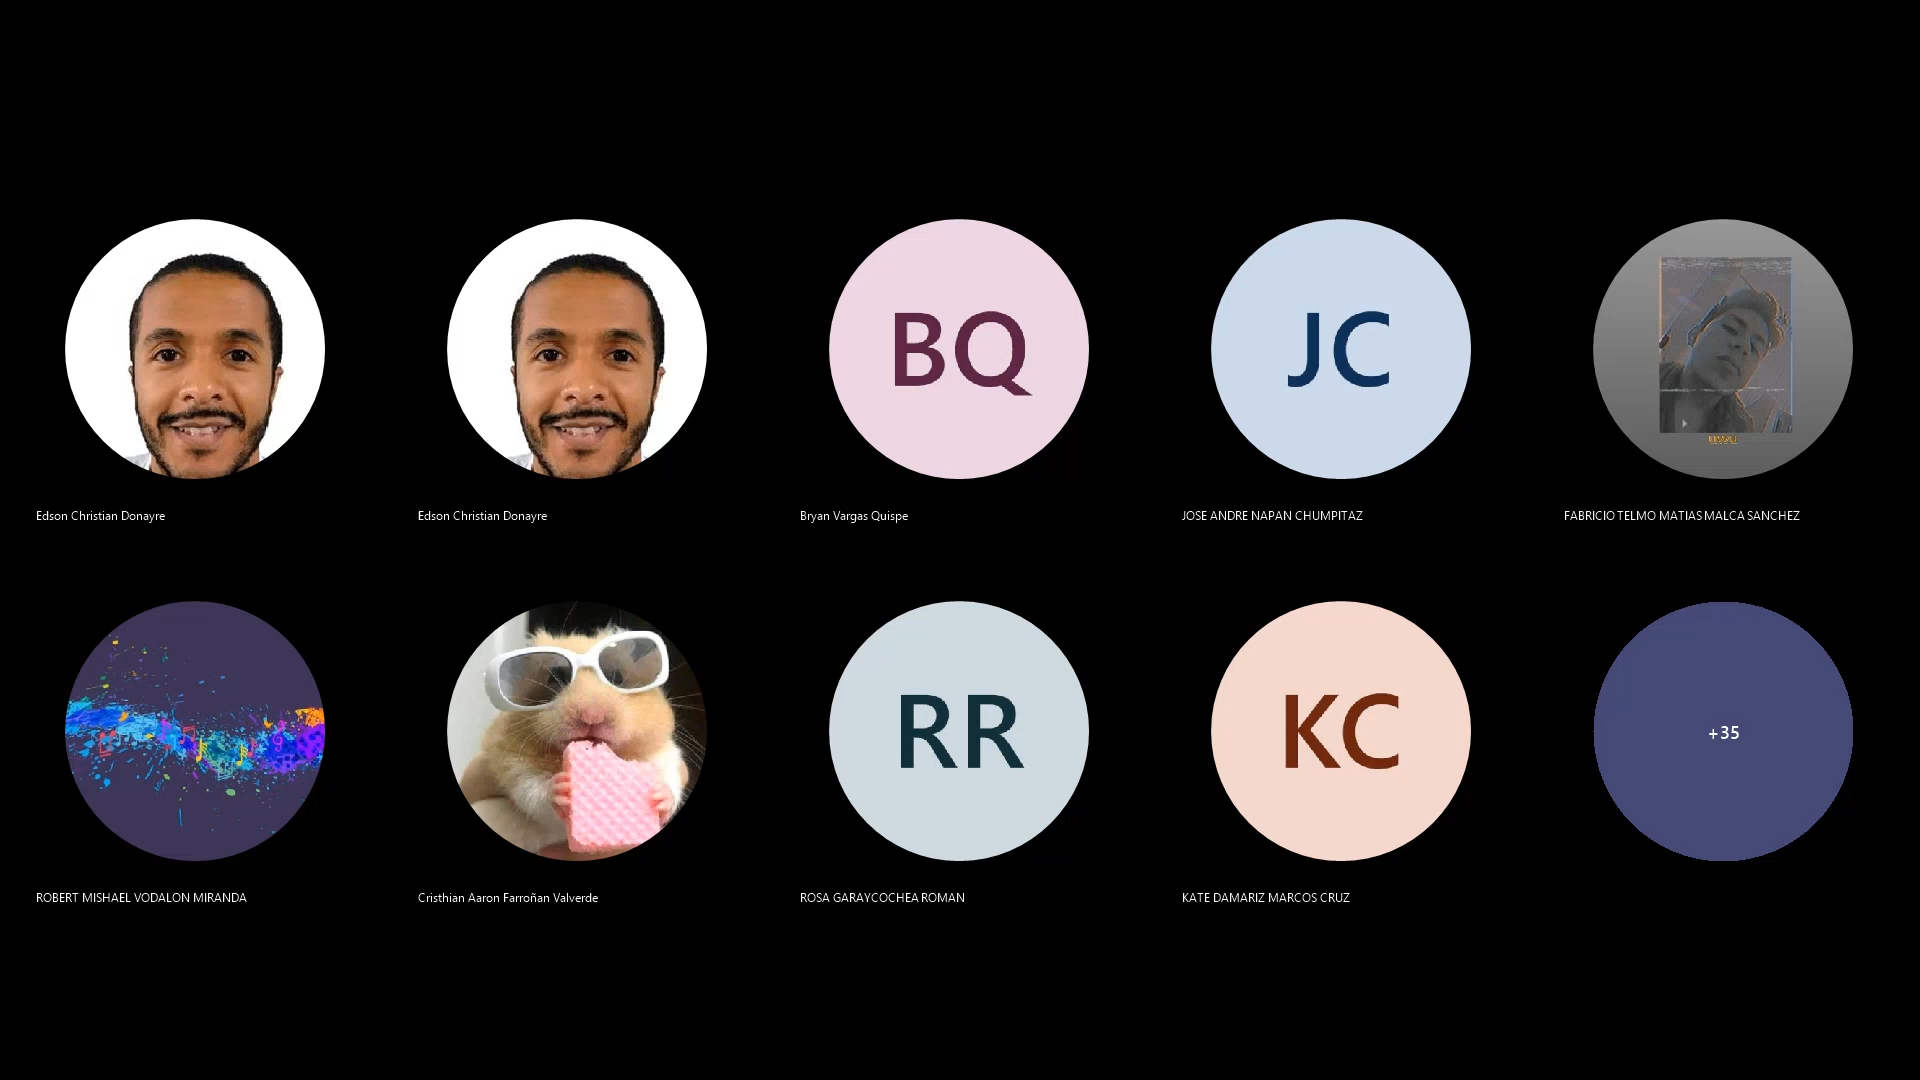 BQ
JC
uwu
Edson Christian Donayre
Edson Christian Donayre
Bryan Vargas Quispe
JOSE ANDRE NAPAN CHUMPITAZ
FABRICIO TELMO MATIAS MALCA SANCHEZ
RR
KC
+35
ROBERT MISHAEL VODALON MIRANDA
Cristhian Aaron Farroñan Valverde
ROSA GARAYCOCHEA ROMAN
KATE DAMARIZ MARCOS CRUZ